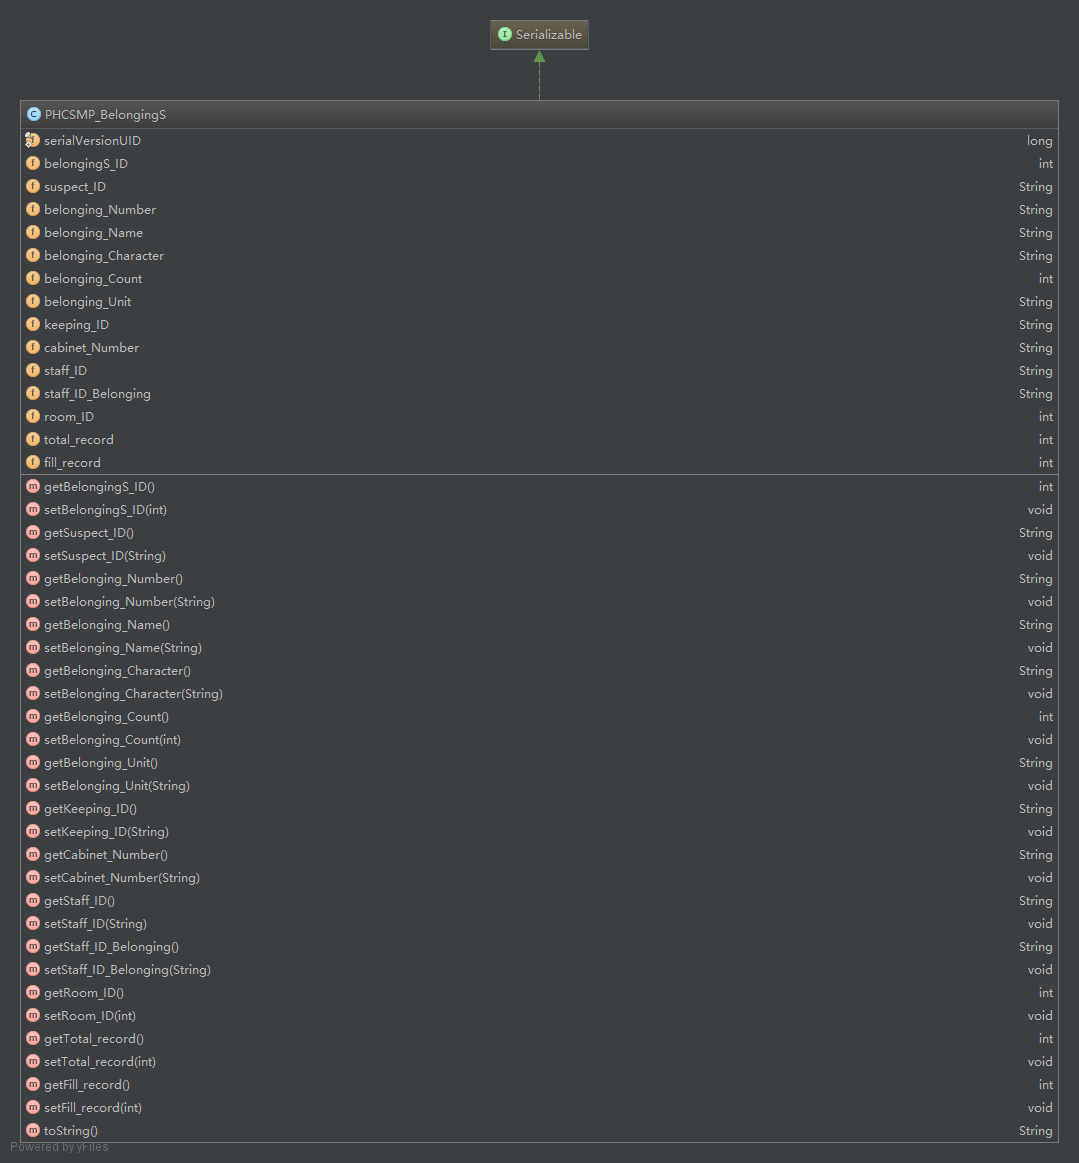 I Serializable
C PHCSMP_BelongingS
f serialVersionUID long
f belongingS_ID int
f suspect_ID String
f belonging_Number String
f belonging_Name String
f belonging_Character String
f belonging_Count int
f belonging_Unit String
f keeping_ID String
f cabinet_Number String
f staff_ID String
f staff_ID_Belonging String
f room_ID int
f total_record int
f fill_record int
m getBelongingS_ID() int
m setBelongingS_ID(int) void
m getSuspect_ID() String
m setSuspect_ID(String) void
m getBelonging_Number() String
m setBelonging_Number(String) void
m getBelonging_Name() String
m setBelonging_Name(String) void
m getBelonging_Character() String
m setBelonging_Character(String) void
m getBelonging_Count() int
m setBelonging_Count(int) void
m getBelonging_Unit() String
m setBelonging_Unit(String) void
m getKeeping_ID() String
m setKeeping_ID(String) void
m getCabinet_Number() String
m setCabinet_Number(String) void
m getStaff_ID() String
m setStaff_ID(String) void
m getStaff_ID_Belonging() String
m setStaff_ID_Belonging(String) void
m getRoom_ID() int
m setRoom_ID(int) void
m getTotal_record() int
m setTotal_record(int) void
m getFill_record() int
m setFill_record(int) void
m toString() String
Powered by yFiles